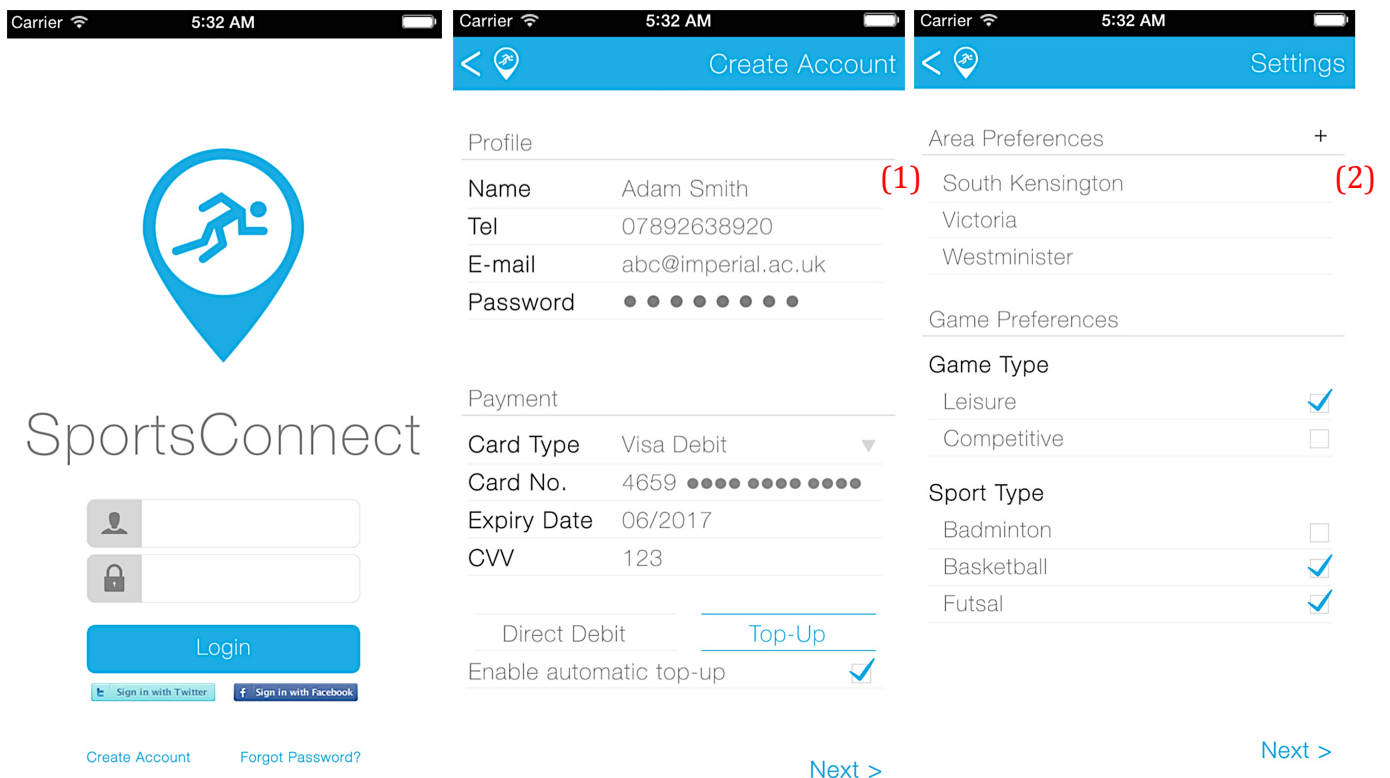 Carrier 5:32 AM
SportsConnect
Login
Sign in with Twitter
Sign in with Facebook
Create Account
Forgot Password?
Carrier 5:32 AM
< Create Account
Profile
(1)
Name Adam Smith
Tel 07892638920
E-mail abc@imperial.ac.uk
Password ● ● ● ● ● ● ● ●
Payment
Card Type Visa Debit ▼
Card No. 4659 ●●●● ●●●● ●●●●
Expiry Date 06/2017
CVV 123
Direct Debit Top-Up
Enable automatic top-up
Next >
Carrier 5:32 AM
< Settings
Area Preferences +
(2)
South Kensington
Victoria
Westminister
Game Preferences
Game Type
Leisure
Competitive
Sport Type
Badminton
Basketball
Futsal
Next >